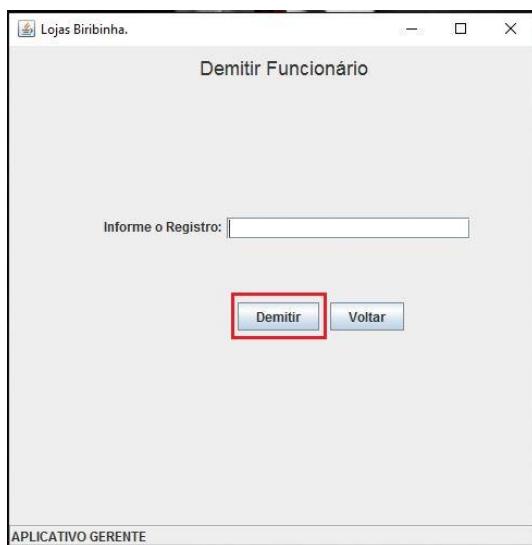 Lojas Biribinha.
Demitir Funcionário
Informe o Registro:
Demitir Voltar
APLICATIVO GERENTE